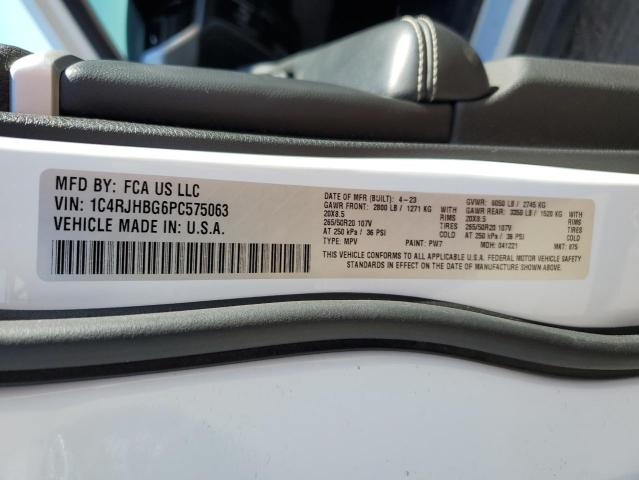 MFD BY: FCA US LLC
VIN: 1C4RJHBG6PC575063
VEHICLE MADE IN: U.S.A.
DATE OF MFR (BUILT): 4-23 GVWR: 6050 LB / 2745 KG
GAWR FRONT: 2800 LB / 1271 KG WITH GAWR REAR: 3350 LB / 1520 KG WITH
20X8.5 RIMS 20X8.5 RIMS
265/50R20 107V TIRES 265/50R20 107V TIRES
AT 250 kPa / 36 PSI COLD AT 250 kPa / 36 PSI COLD
TYPE: MPV PAINT: PW7 MDH: 041221 MKT:
THIS VEHICLE CONFORMS TO ALL APPLICABLE U.S.A. FEDERAL MOTOR VEHICLE SAFETY
STANDARDS IN EFFECT ON THE DATE OF MANUFACTURE SHOWN ABOVE.